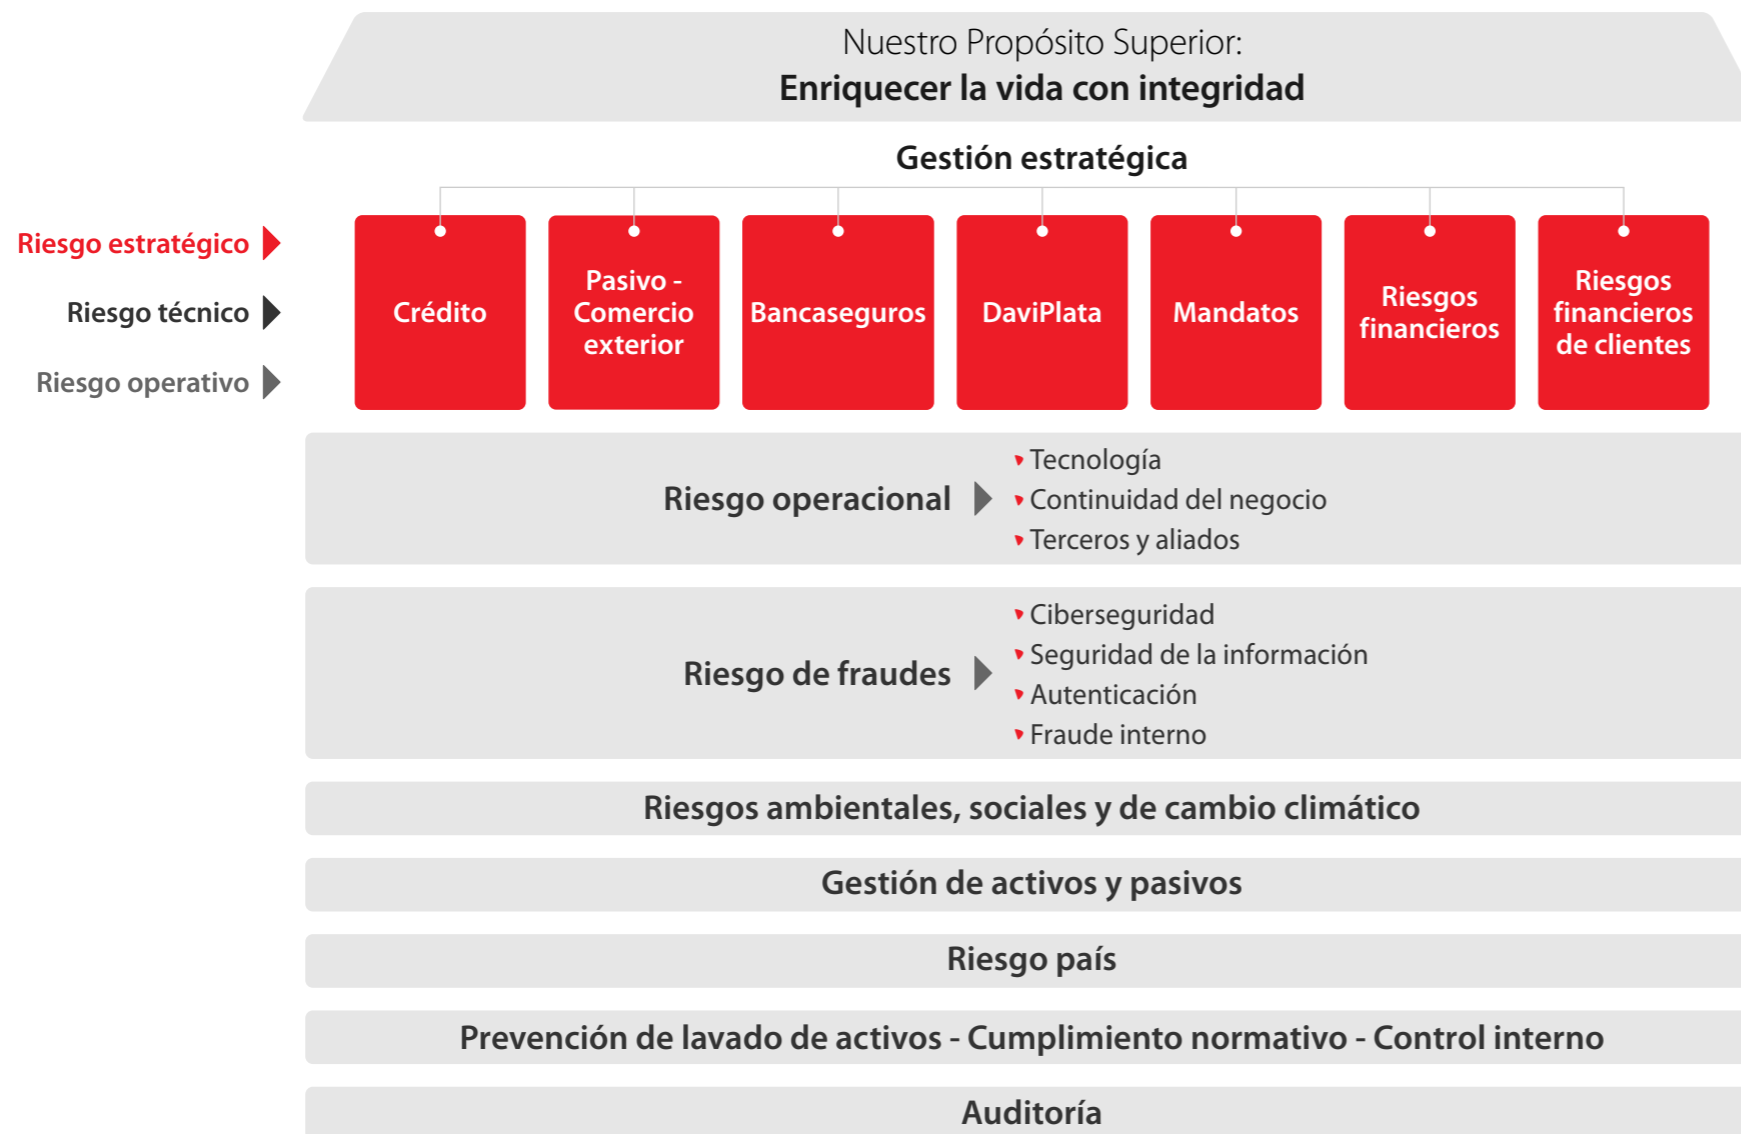 Nuestro Propósito Superior:
Enriquecer la vida con integridad
Gestión estratégica
Riesgo estratégico
Riesgo técnico
Riesgo operativo
Crédito
Pasivo -
Comercio
exterior
Bancaseguros
DaviPlata
Mandatos
Riesgos
financieros
Riesgos
financieros
de clientes
Riesgo operacional
Tecnología
Continuidad del negocio
Terceros y aliados
Riesgo de fraudes
Ciberseguridad
Seguridad de la información
Autenticación
Fraude interno
Riesgos ambientales, sociales y de cambio climático
Gestión de activos y pasivos
Riesgo país
Prevención de lavado de activos - Cumplimiento normativo - Control interno
Auditoría